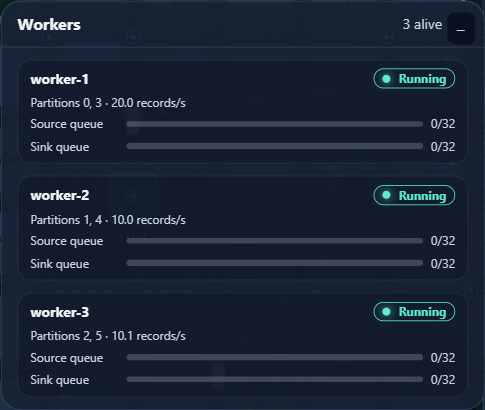 Workers
3 alive _
worker-1
Running
Partitions 0, 3 · 20.0 records/s
Source queue 0/32
Sink queue 0/32
worker-2
Running
Partitions 1, 4 · 10.0 records/s
Source queue 0/32
Sink queue 0/32
worker-3
Running
Partitions 2, 5 · 10.1 records/s
Source queue 0/32
Sink queue 0/32